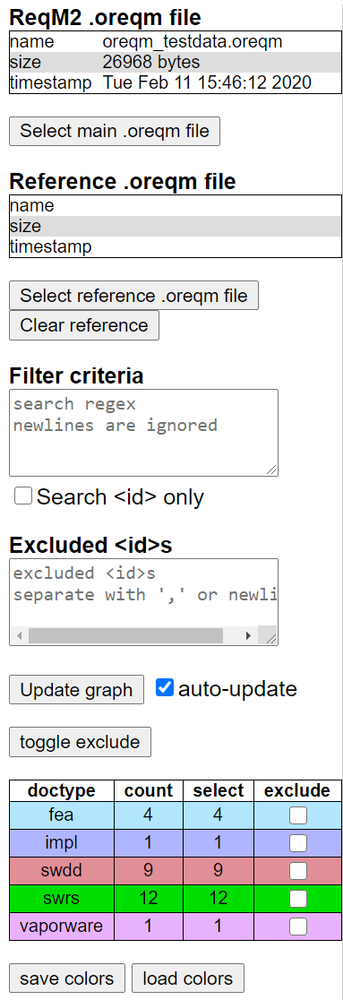 ReqM2 .oreqm file
name oreqm_testdata.oreqm
size 26968 bytes
timestamp Tue Feb 11 15:46:12 2020
Select main .oreqm file
Reference .oreqm file
name
size
timestamp
Select reference .oreqm file
Clear reference
Filter criteria
search regex
newlines are ignored
Search <id> only
Excluded <id>s
excluded <id>s
separate with ',' or newli
Update graph auto-update
toggle exclude
doctype count select exclude
fea 4 4
impl 1 1
swdd 9 9
swrs 12 12
vaporware 1 1
save colors load colors